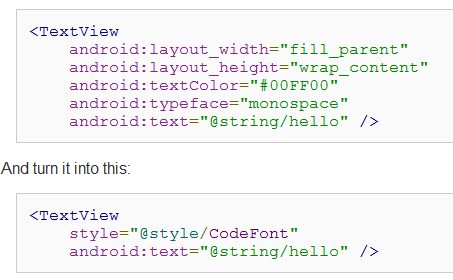 <TextView
    android:layout_width="fill_parent"
    android:layout_height="wrap_content"
    android:textColor="#00FF00"
    android:typeface="monospace"
    android:text="@string/hello" />
And turn it into this:
<TextView
    style="@style/CodeFont"
    android:text="@string/hello" />